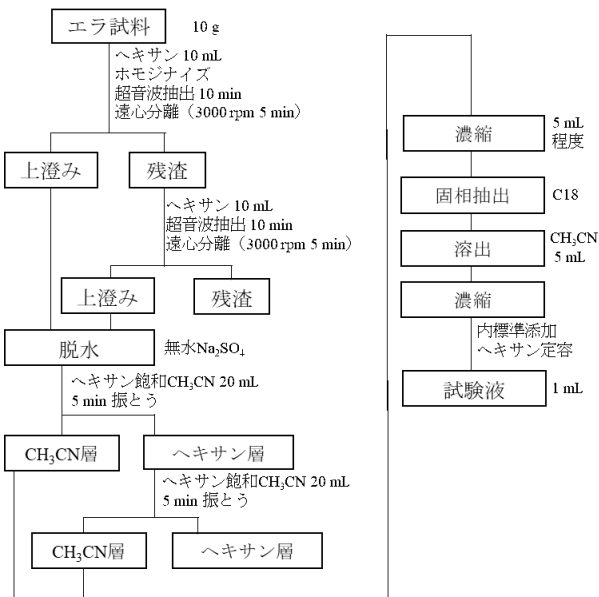 エラ試料
10 g
ヘキサン 10 mL
ホモジナイズ
超音波抽出 10 min
遠心分離（3000 rpm 5 min）
上澄み
残渣
ヘキサン 10 mL
超音波抽出 10 min
遠心分離（3000 rpm 5 min）
上澄み
残渣
脱水
無水Na₂SO₄
ヘキサン飽和CH₃CN 20 mL
5 min 振とう
CH₃CN層
ヘキサン層
ヘキサン飽和CH₃CN 20 mL
5 min 振とう
CH₃CN層
ヘキサン層
濃縮
5 mL
程度
固相抽出
C18
溶出
CH₃CN
5 mL
濃縮
内標準添加
ヘキサン定容
試験液
1 mL